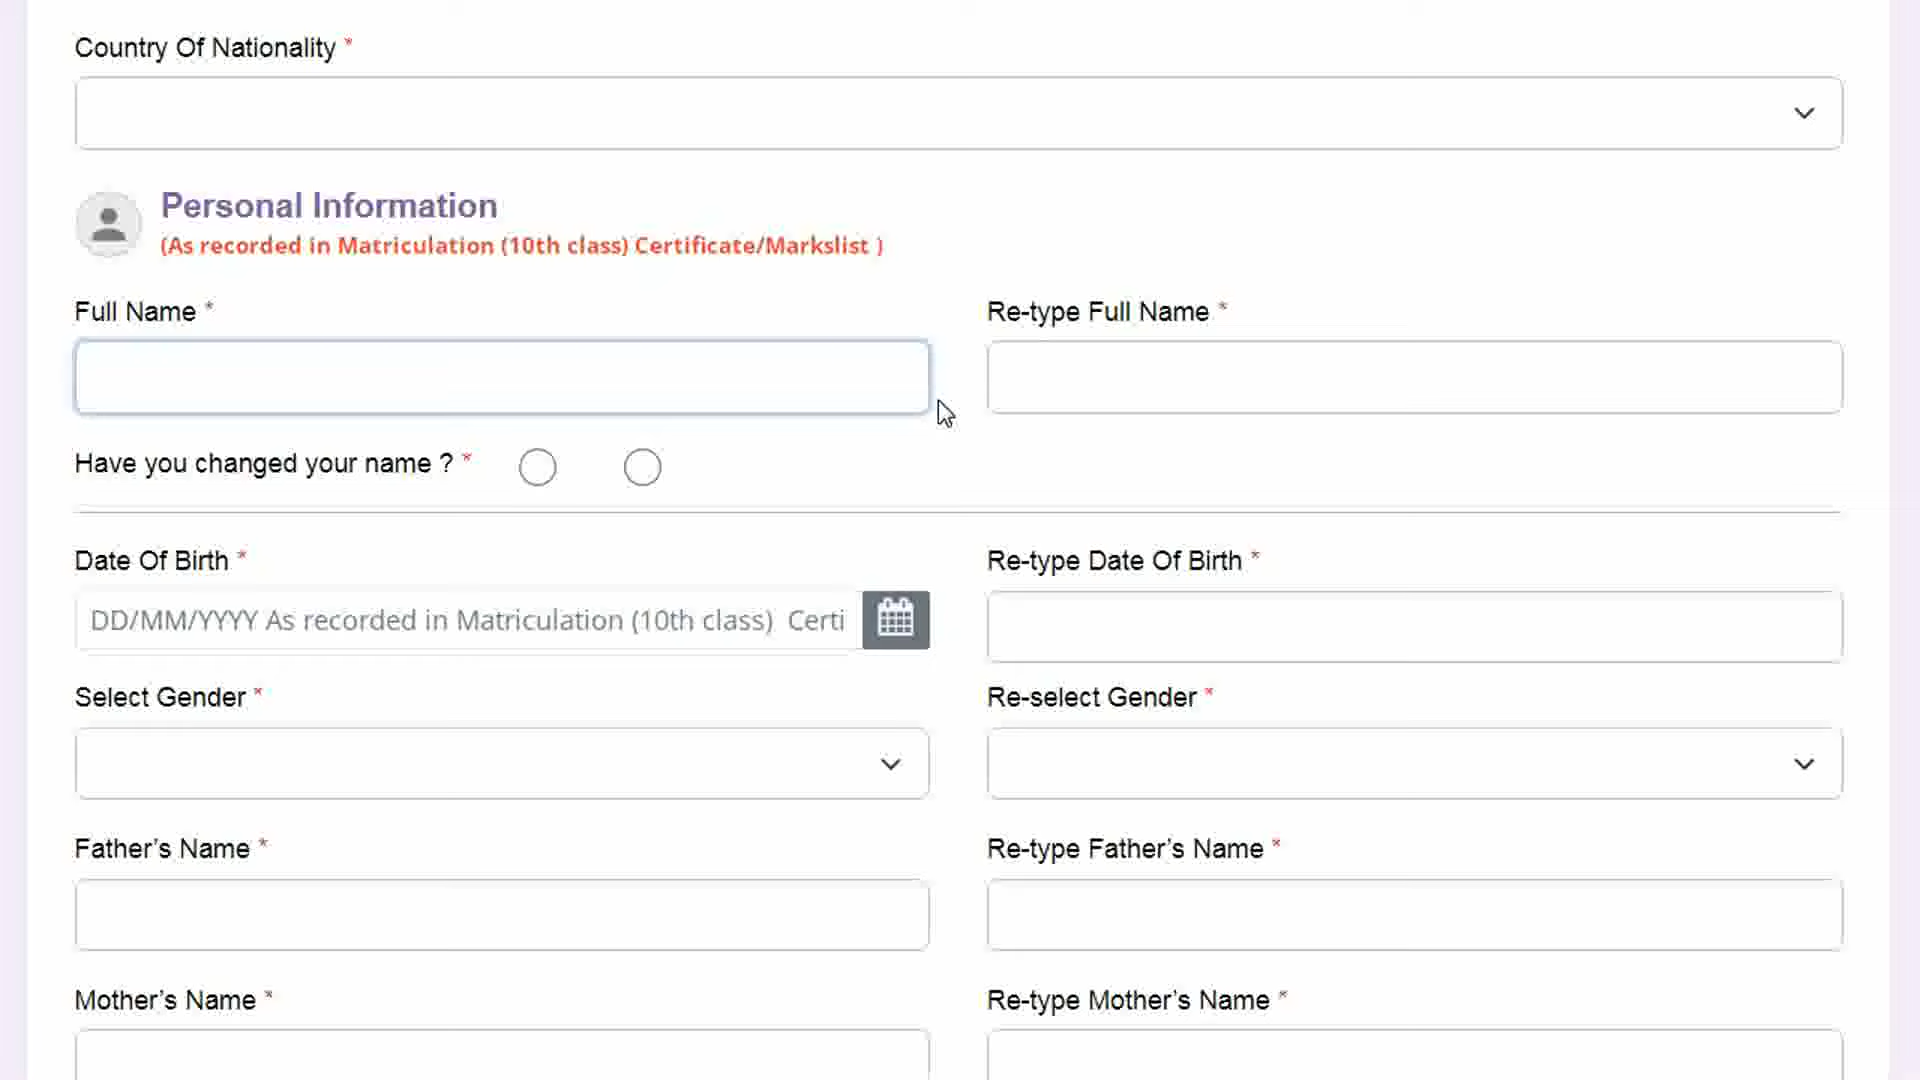 Country Of Nationality *
Personal Information
(As recorded in Matriculation (10th class) Certificate/Markslist )
Full Name *
Re-type Full Name *
Have you changed your name ? *
Date Of Birth *
Re-type Date Of Birth *
DD/MM/YYYY As recorded in Matriculation (10th class) Certi
Select Gender *
Re-select Gender *
Father’s Name *
Re-type Father’s Name *
Mother’s Name *
Re-type Mother’s Name *